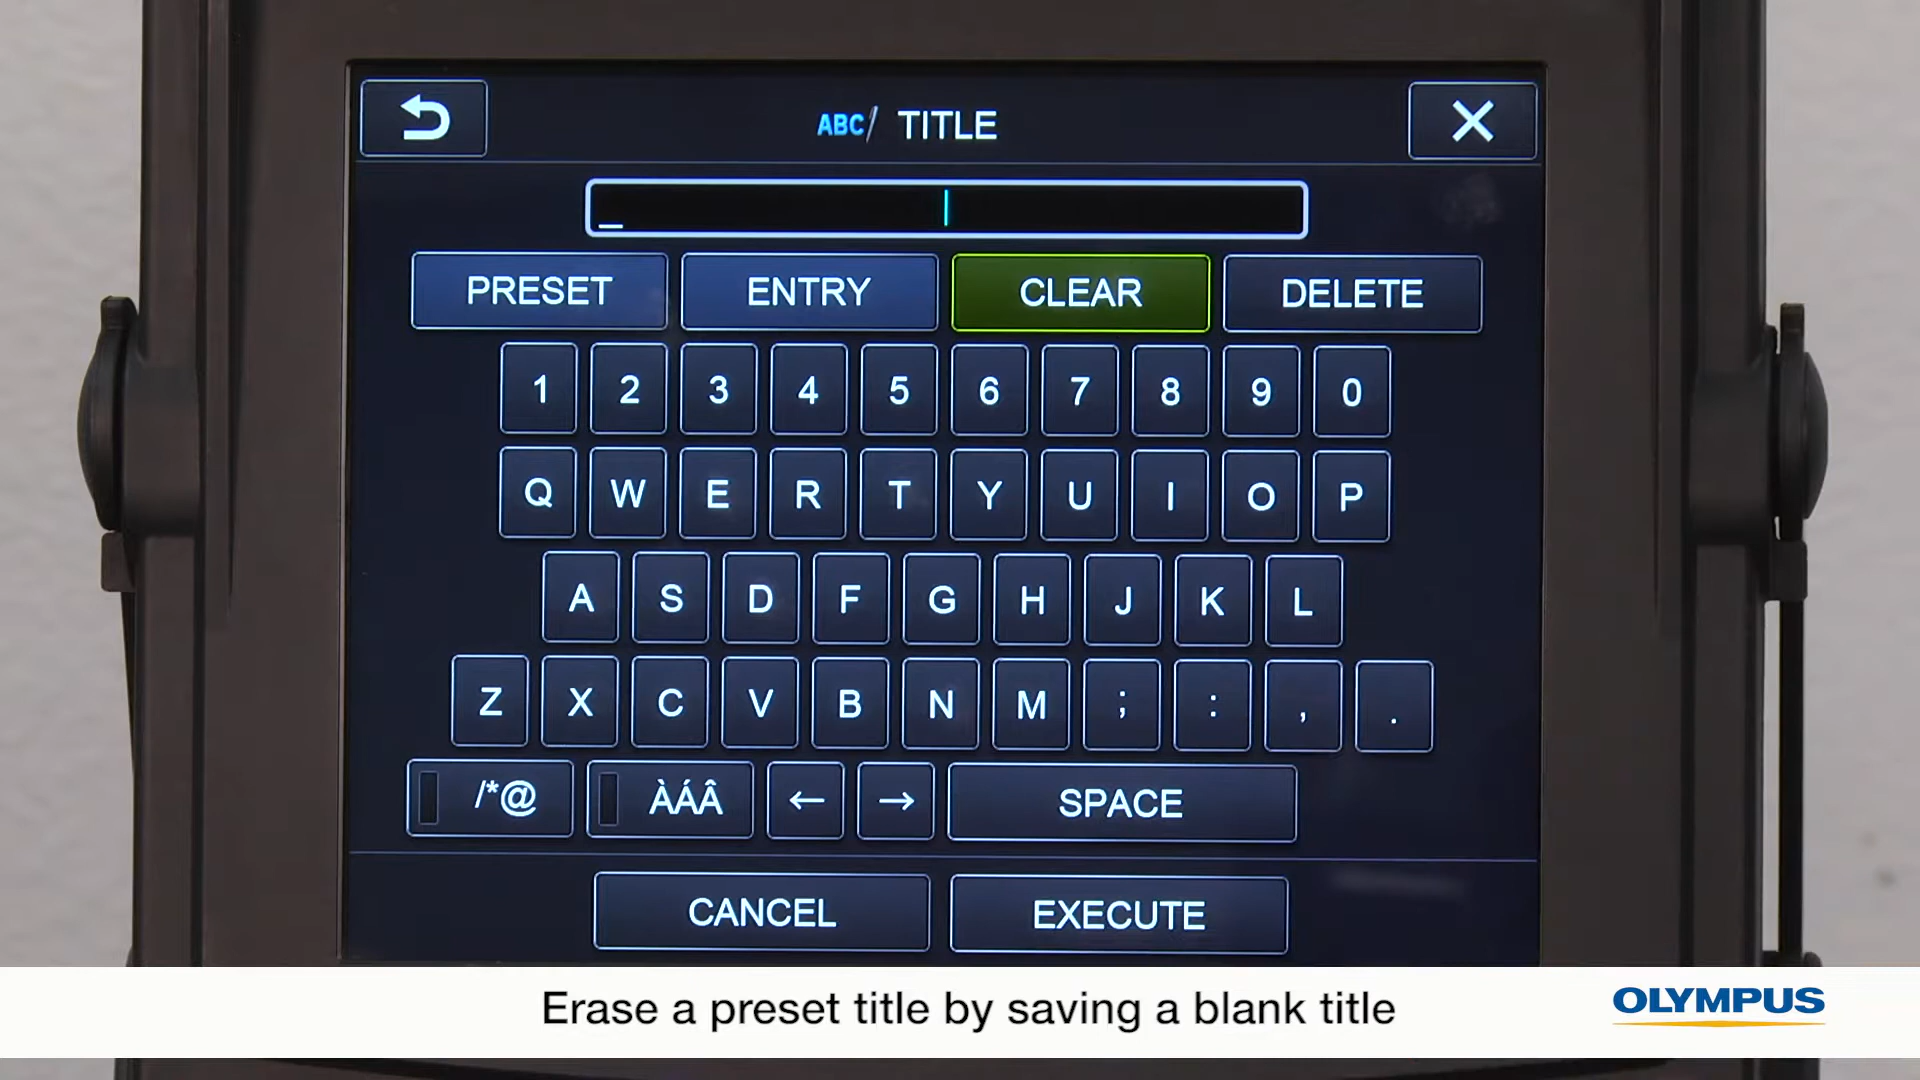 ABC/ TITLE
_
PRESET ENTRY CLEAR DELETE
1 2 3 4 5 6 7 8 9 0
Q W E R T Y U I O P
A S D F G H J K L
Z X C V B N M ; : , .
/*@ ÀÁÂ ← → SPACE
CANCEL EXECUTE
Erase a preset title by saving a blank title
OLYMPUS